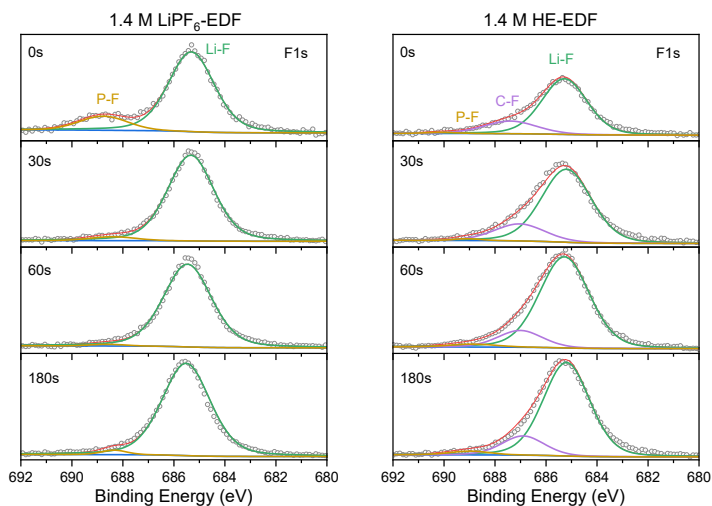 1.4 M LiPF6-EDF
0s
Li-F
P-F
30s
60s
180s
692 690 688 686 684 682 680
Binding Energy (eV)
1.4 M HE-EDF
0s
F1s
Li-F
C-F
P-F
30s
60s
180s
692 690 688 686 684 682 680
Binding Energy (eV)